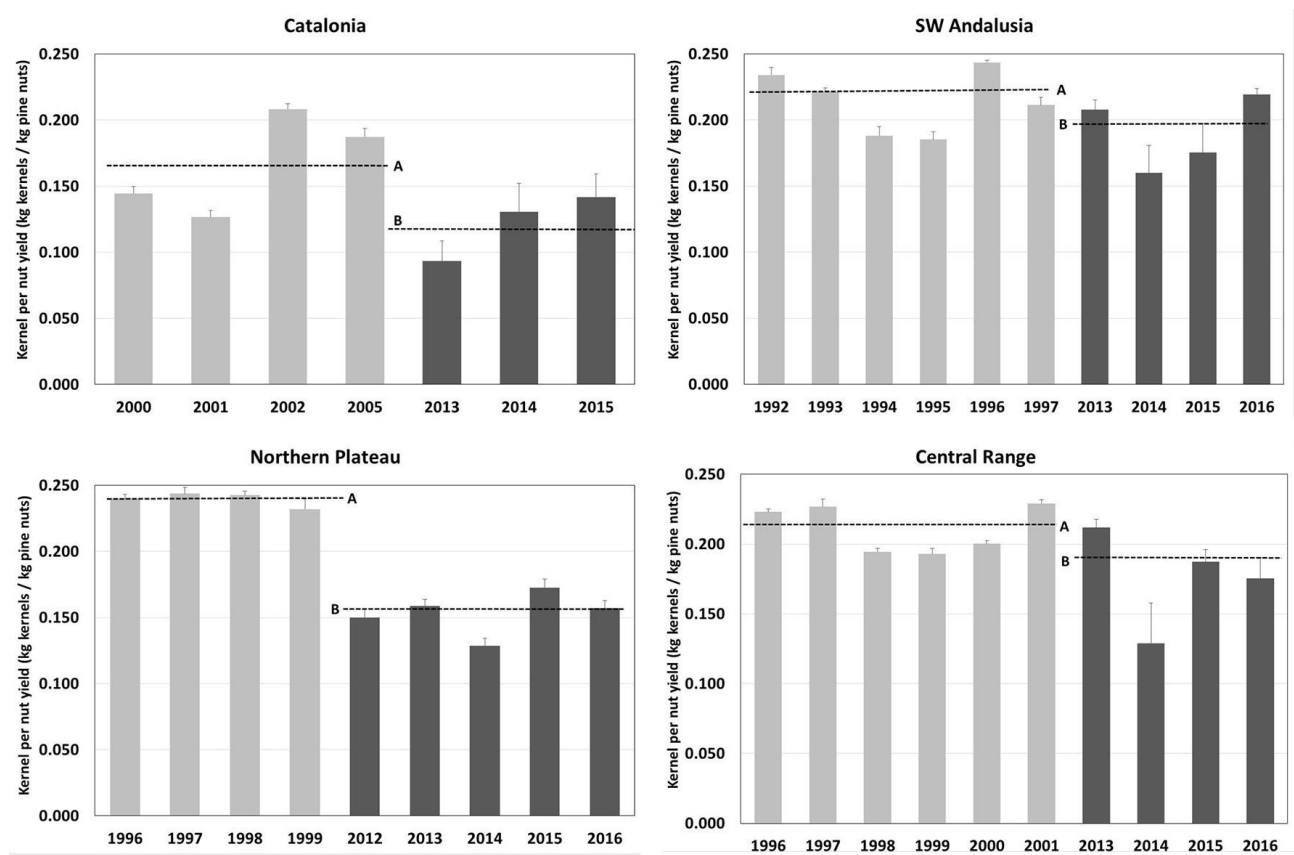 Catalonia
Kernel per nut yield (kg kernels / kg pine nuts)
0.250
0.200
0.150
0.100
0.050
0.000
A
B
2000 2001 2002 2005 2013 2014 2015
SW Andalusia
Kernel per nut yield (kg kernels / kg pine nuts)
0.250
0.200
0.150
0.100
0.050
0.000
A
B
1992 1993 1994 1995 1996 1997 2013 2014 2015 2016
Northern Plateau
Kernel per nut yield (kg kernels / kg pine nuts)
0.250
0.200
0.150
0.100
0.050
0.000
A
B
1996 1997 1998 1999 2012 2013 2014 2015 2016
Central Range
Kernel per nut yield (kg kernels / kg pine nuts)
0.250
0.200
0.150
0.100
0.050
0.000
A
B
1996 1997 1998 1999 2000 2001 2013 2014 2015 2016